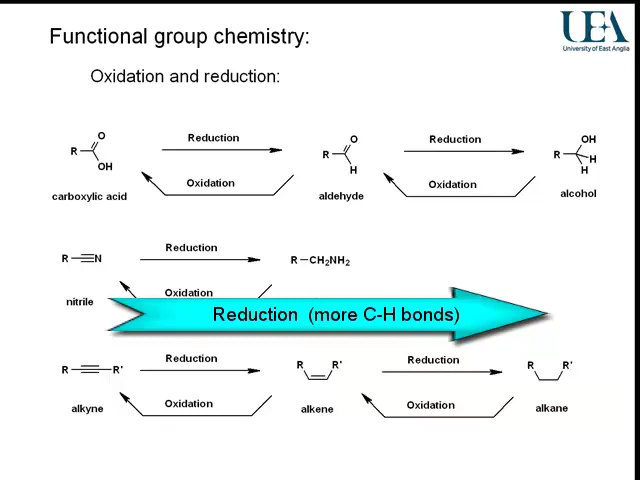 Functional group chemistry:
UEA
University of East Anglia
Oxidation and reduction:
R O OH Reduction R O H Reduction R OH H H
Oxidation Oxidation
carboxylic acid aldehyde alcohol
R N Reduction R CH2NH2
nitrile Oxidation
Reduction (more C-H bonds)
R R' Reduction R R' Reduction R R'
alkyne Oxidation alkene Oxidation alkane